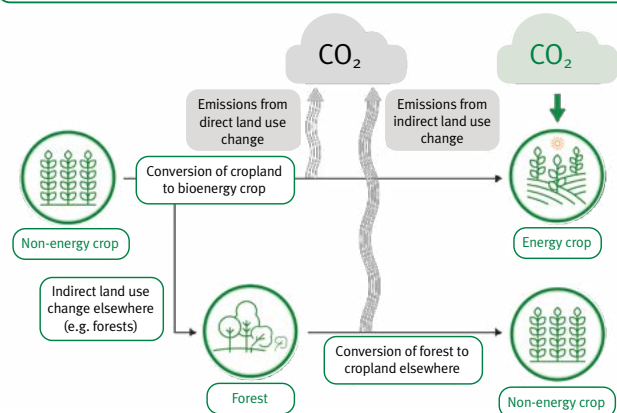 CO₂
CO₂
Emissions from
direct land use
change
Emissions from
indirect land use
change
Conversion of cropland
to bioenergy crop
Non-energy crop
Energy crop
Indirect land use
change elsewhere
(e.g. forests)
Conversion of forest to
cropland elsewhere
Forest
Non-energy crop